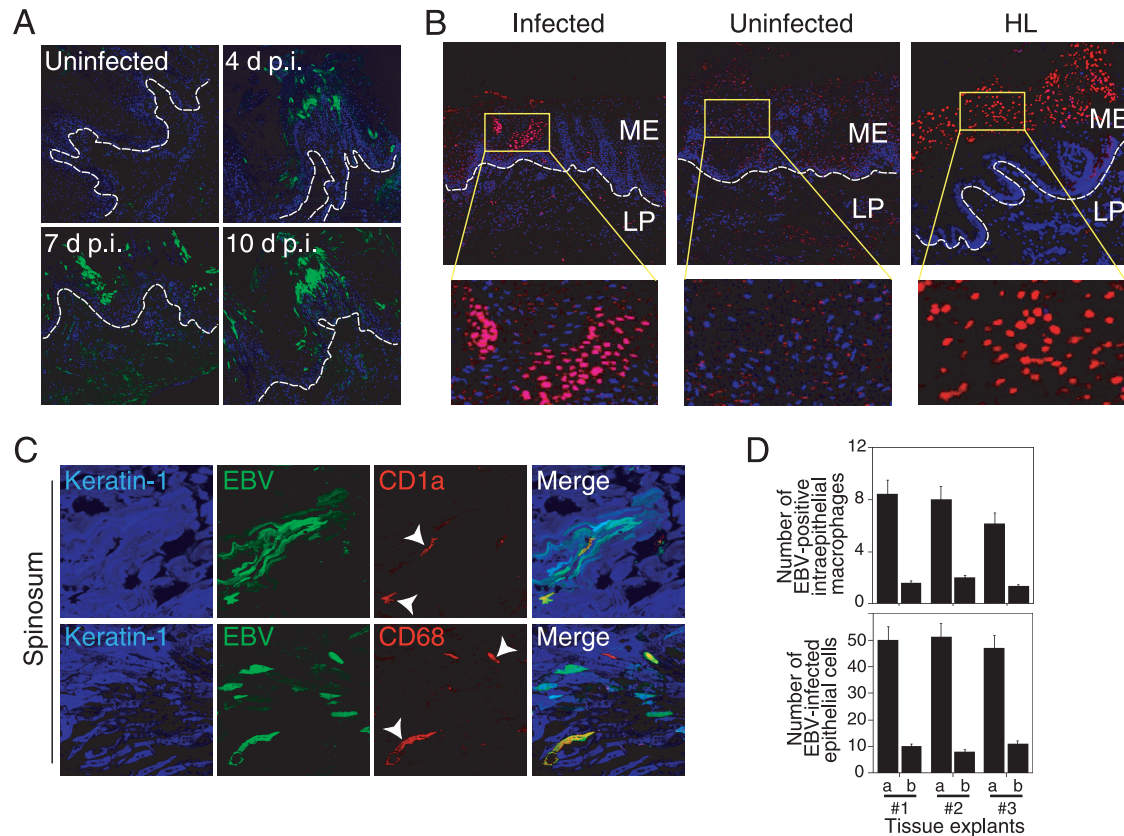 A
Uninfected
4 d p.i.
7 d p.i.
10 d p.i.
B
Infected
Uninfected
HL
ME
LP
ME
LP
ME
LP
C
Spinosum
Keratin-1
EBV
CD1a
Merge
Keratin-1
EBV
CD68
Merge
D
Number of
EBV-positive
intraepithelial
macrophages
12
8
4
0
Number of
EBV-infected
epithelial cells
50
40
30
20
10
0
a b a b a b
#1 #2 #3
Tissue explants